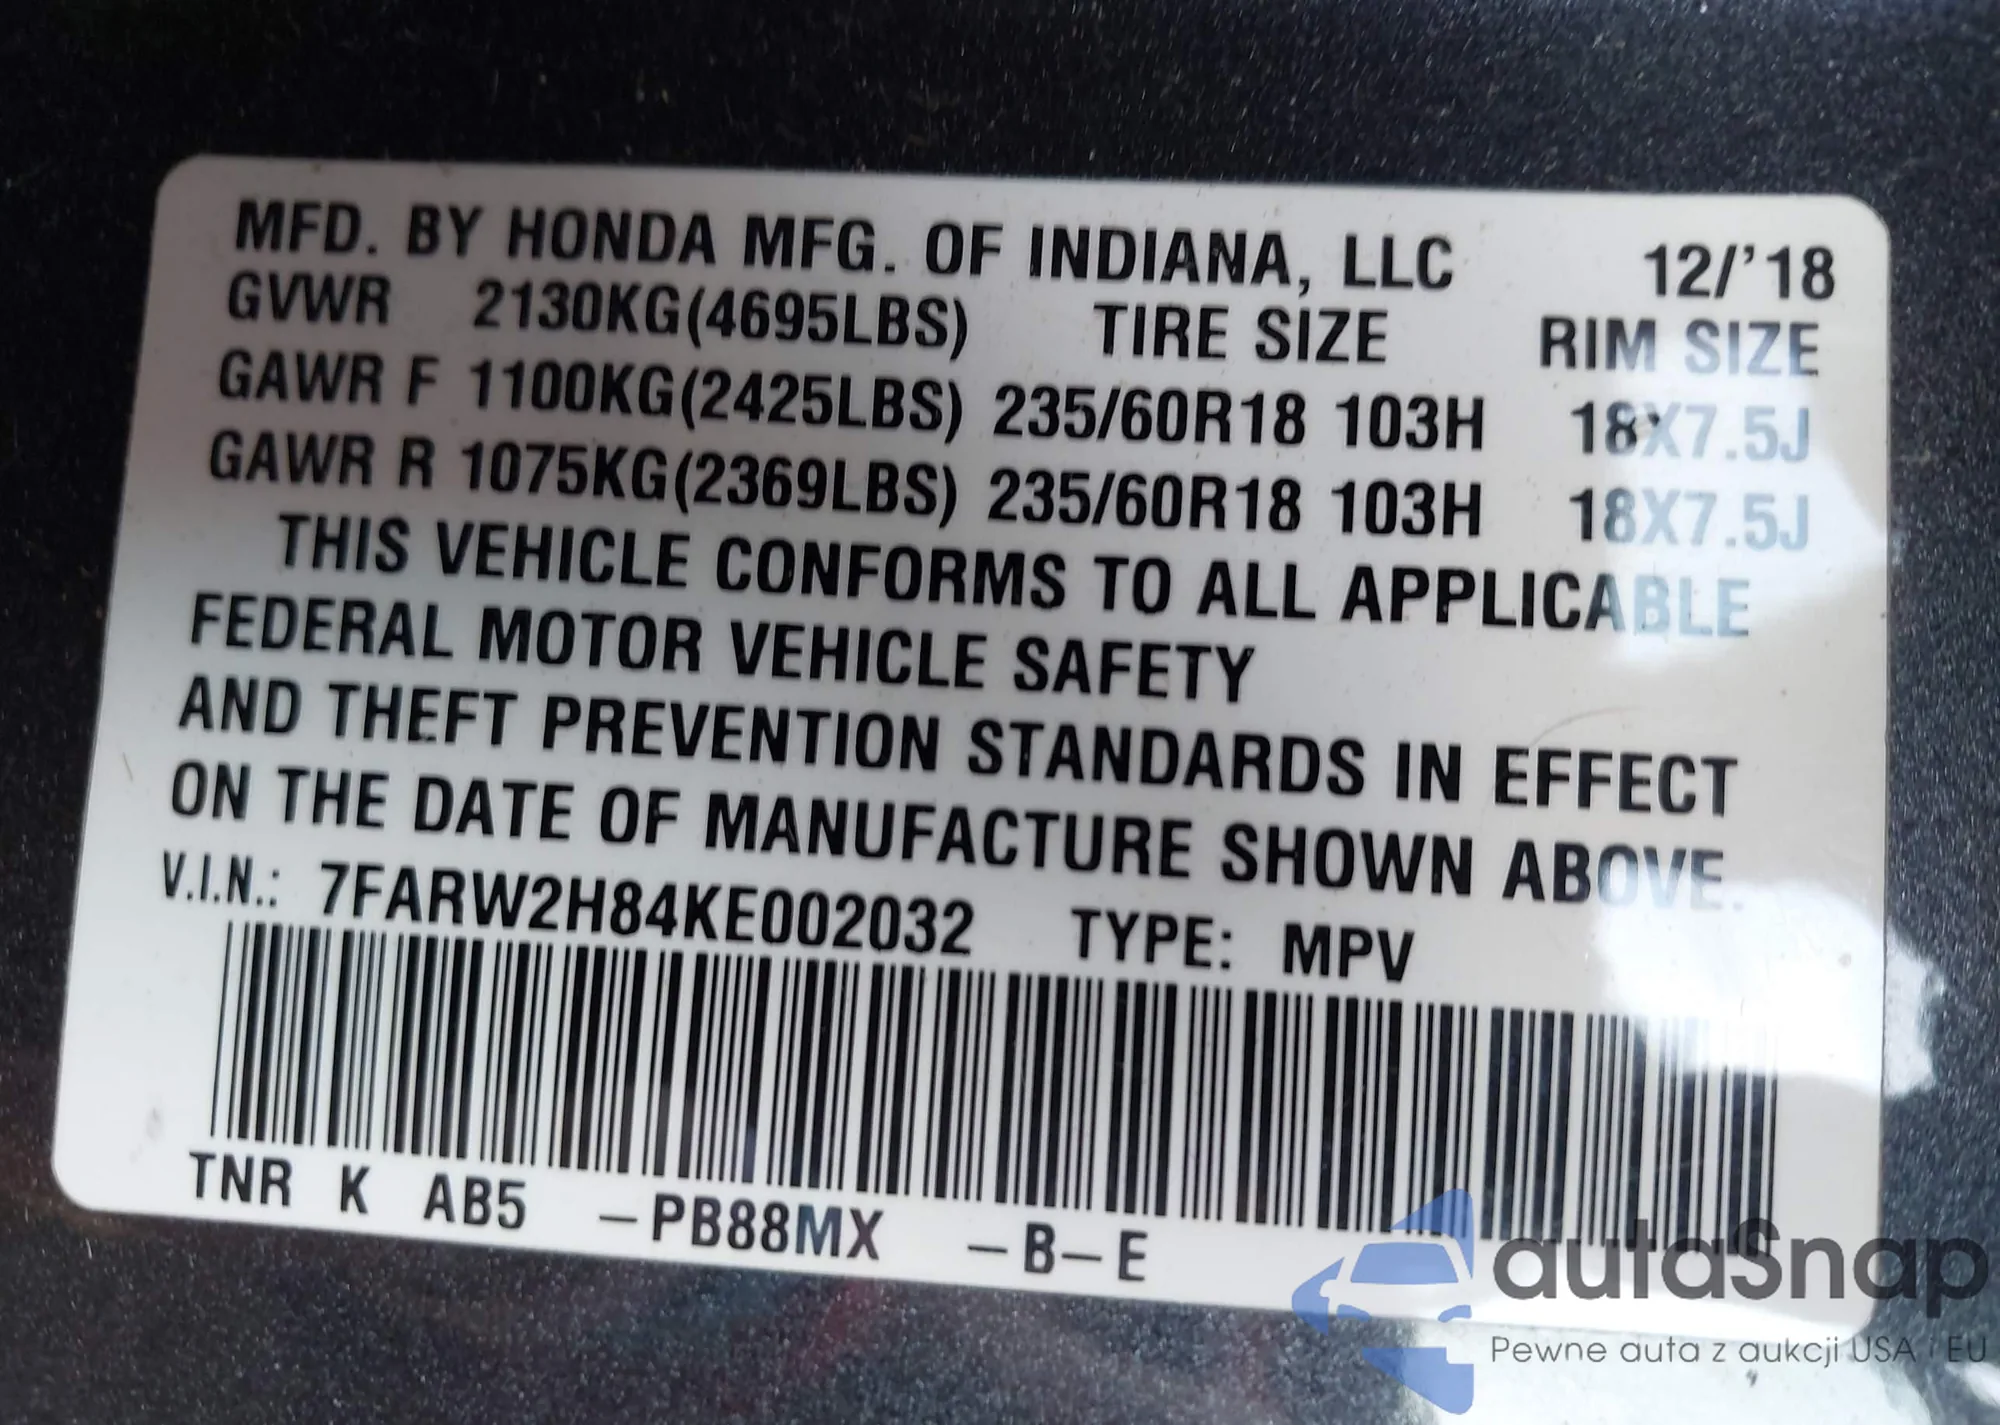 MFD. BY HONDA MFG. OF INDIANA, LLC 12/'18
GVWR 2130KG(4695LBS) TIRE SIZE RIM SIZE
GAWR F 1100KG(2425LBS) 235/60R18 103H 18X7.5J
GAWR R 1075KG(2369LBS) 235/60R18 103H 18X7.5J
THIS VEHICLE CONFORMS TO ALL APPLICABLE
FEDERAL MOTOR VEHICLE SAFETY
AND THEFT PREVENTION STANDARDS IN EFFECT
ON THE DATE OF MANUFACTURE SHOWN ABOVE.
V.I.N.: 7FARW2H84KE002032 TYPE: MPV
TNR K AB5 –PB88MX –B–E
autaSnap
Pewne auta z aukcji USA i EU